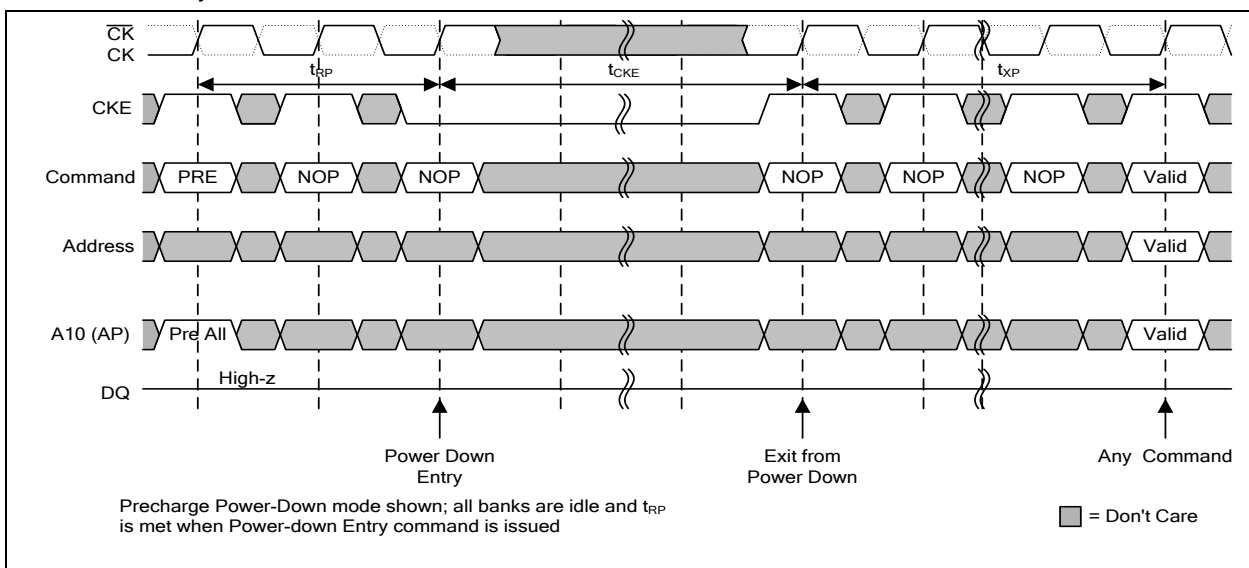 CK
CK
tRP
tCKE
tXP
CKE
Command
PRE
NOP
NOP
NOP
NOP
NOP
Valid
Address
Valid
A10 (AP)
Pre All
Valid
High-z
DQ
Power Down
Entry
Exit from
Power Down
Any Command
Precharge Power-Down mode shown; all banks are idle and tRP
is met when Power-down Entry command is issued
= Don't Care